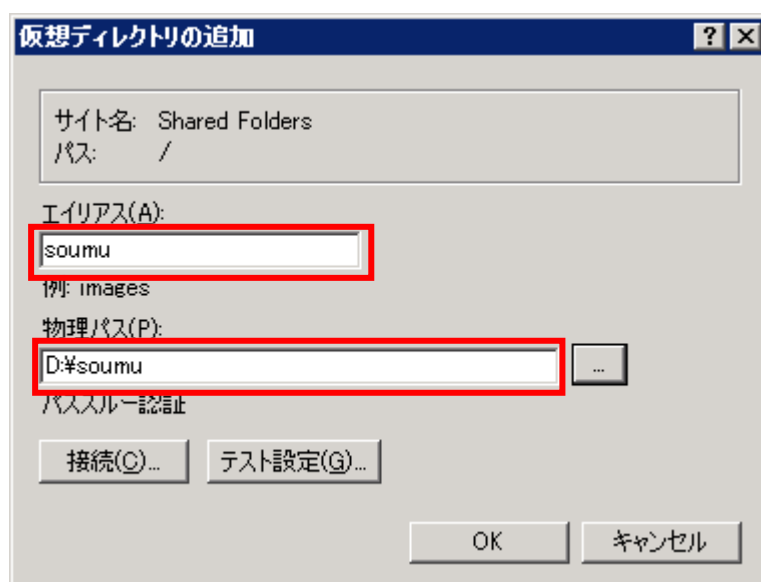 仮想ディレクトリの追加
サイト名: Shared Folders
パス: /
エイリアス(A):
soumu
例: images
物理パス(P):
D:¥soumu
...
パススルー認証
接続(C)... テスト設定(G)...
OK キャンセル